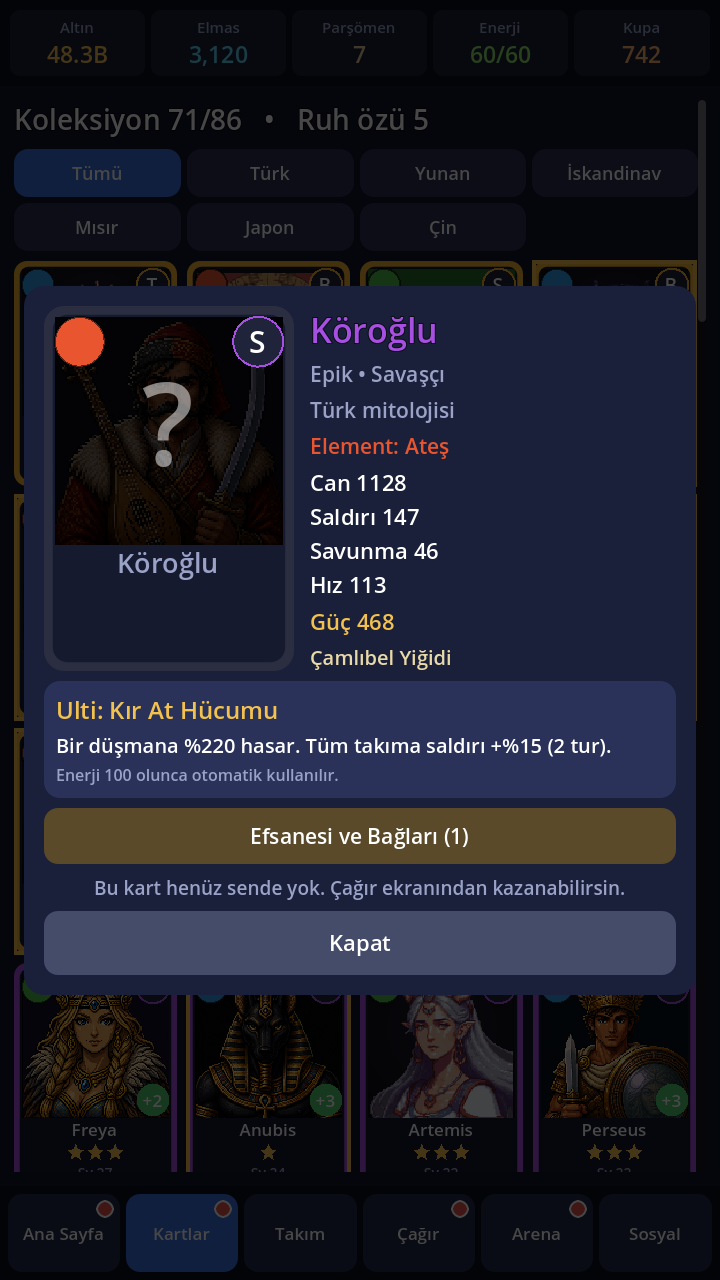 Altın
Elmas
Parşömen
Enerji
Kupa
48.3B
3,120
7
60/60
742
Koleksiyon 71/86 • Ruh özü 5
Tümü
Türk
Yunan
İskandinav
Mısır
Japon
Çin
T
B
S
B
S
?
Köroğlu
Köroğlu
Epik • Savaşçı
Türk mitolojisi
Element: Ateş
Can 1128
Saldırı 147
Savunma 46
Hız 113
Güç 468
Çamlıbel Yiğidi
Ulti: Kır At Hücumu
Bir düşmana %220 hasar. Tüm takıma saldırı +%15 (2 tur).
Enerji 100 olunca otomatik kullanılır.
Efsanesi ve Bağları (1)
Bu kart henüz sende yok. Çağır ekranından kazanabilirsin.
Kapat
+2
+3
+3
Freya
Anubis
Artemis
Perseus
Ana Sayfa
Kartlar
Takım
Çağır
Arena
Sosyal